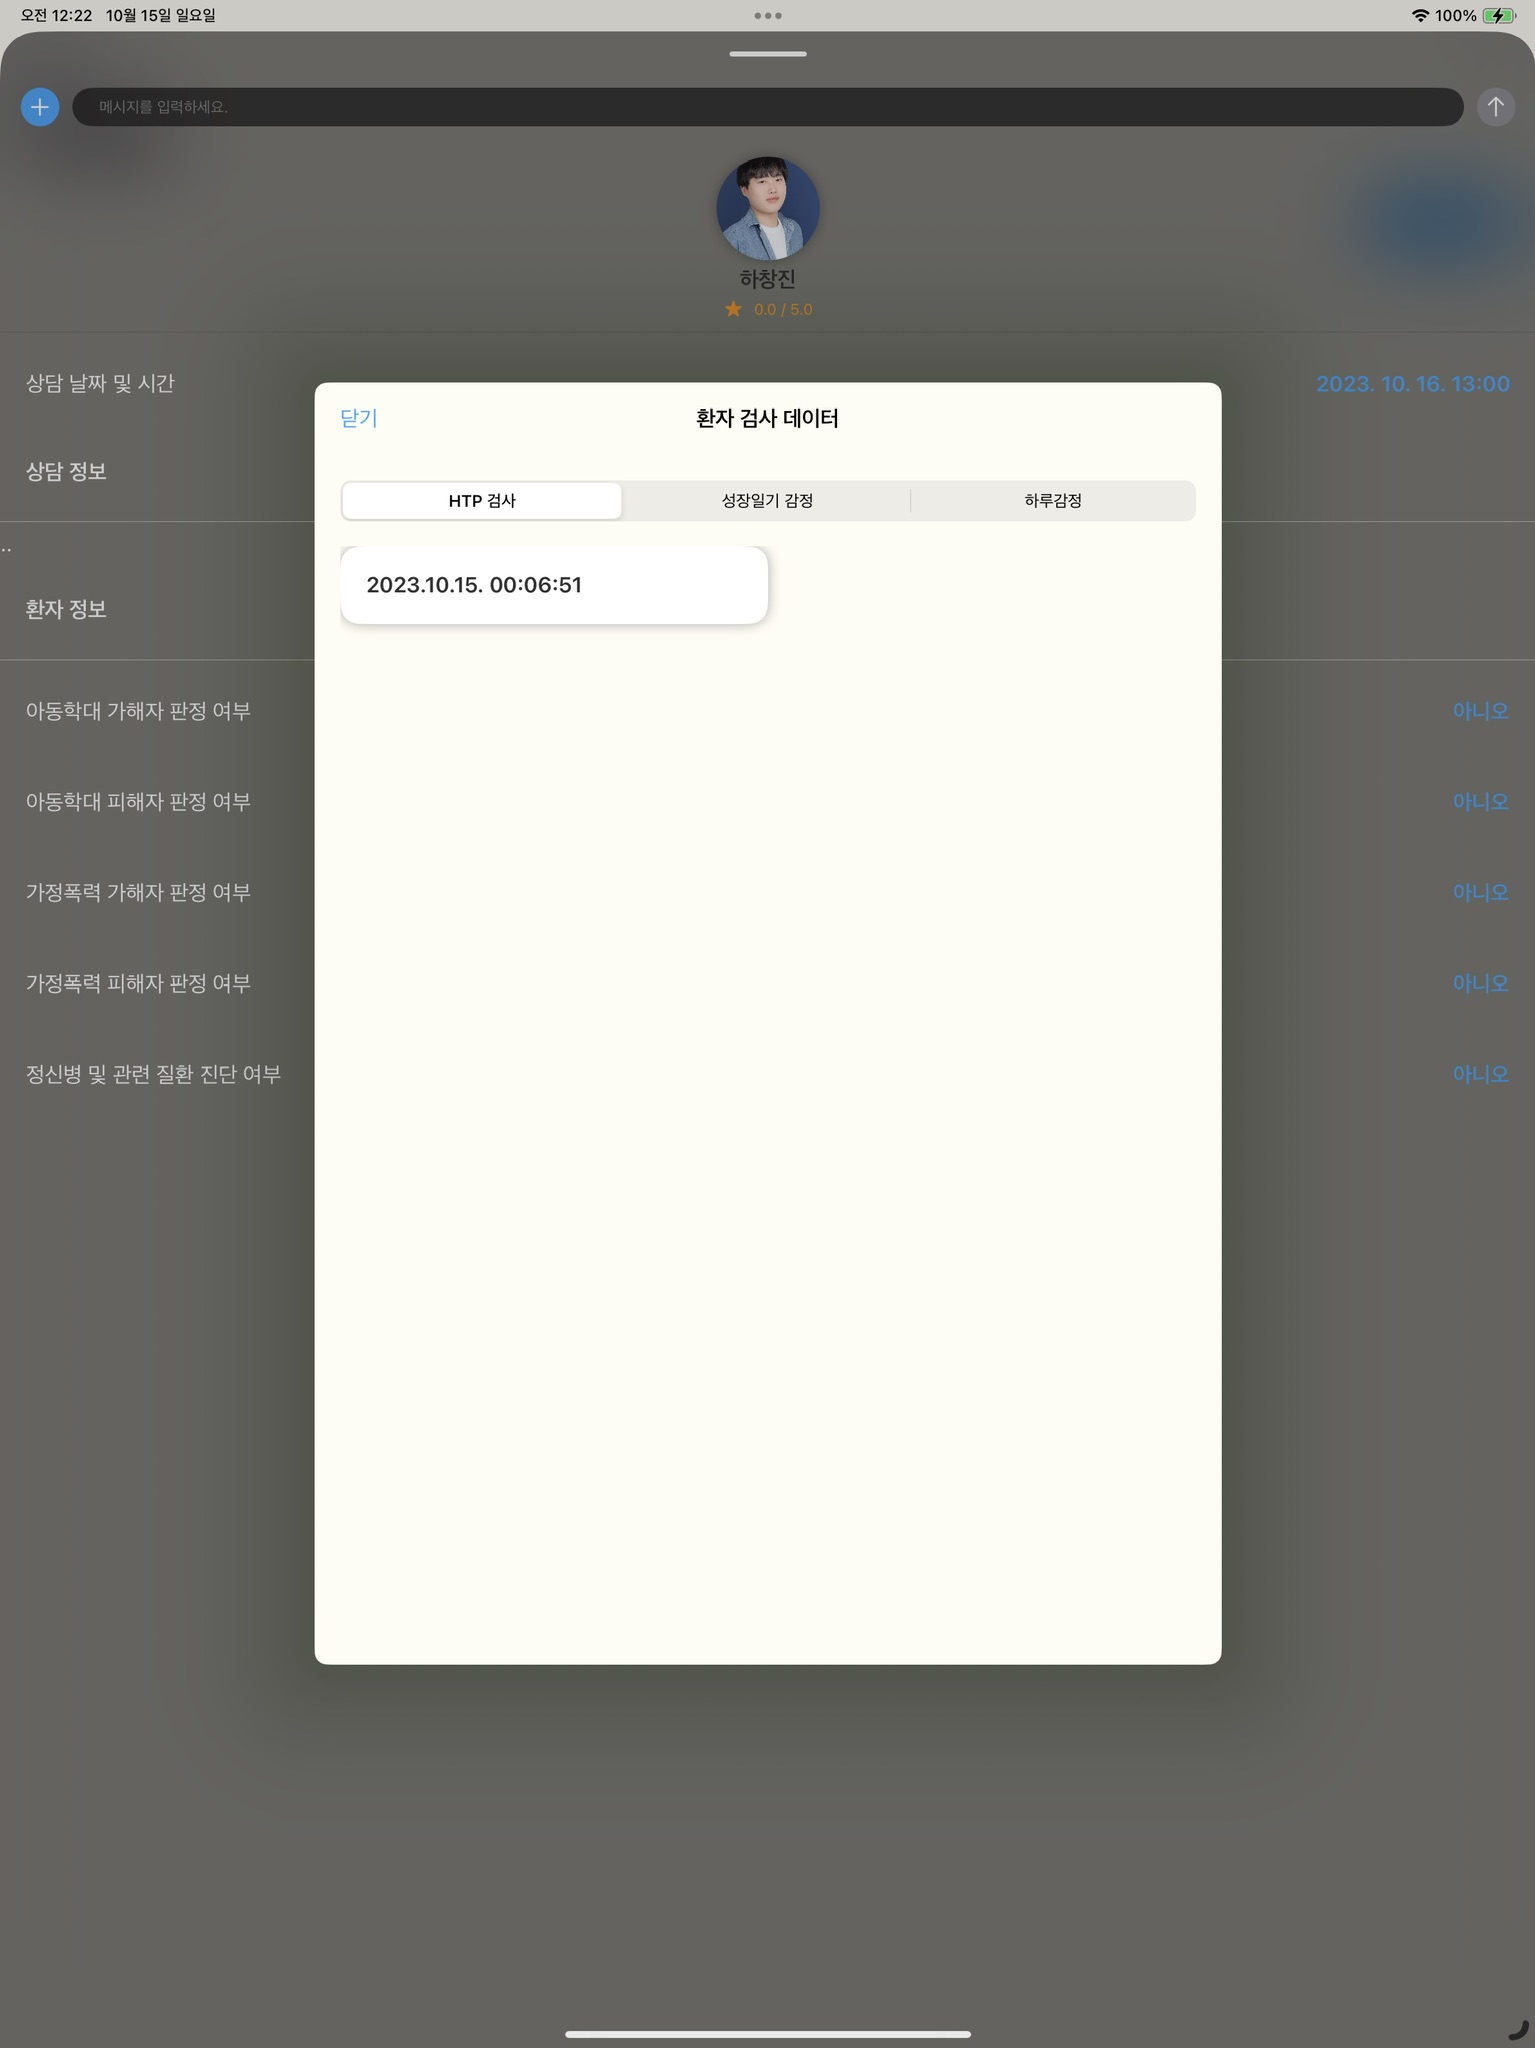 오전 12:22 10월 15일 일요일
100%
메시지를 입력하세요.
하창진
0.0 / 5.0
상담 날짜 및 시간
2023. 10. 16. 13:00
닫기
환자 검사 데이터
상담 정보
HTP 검사
성장일기 감정
하루감정
..
2023.10.15. 00:06:51
환자 정보
아동학대 가해자 판정 여부
아니오
아동학대 피해자 판정 여부
아니오
가정폭력 가해자 판정 여부
아니오
가정폭력 피해자 판정 여부
아니오
정신병 및 관련 질환 진단 여부
아니오